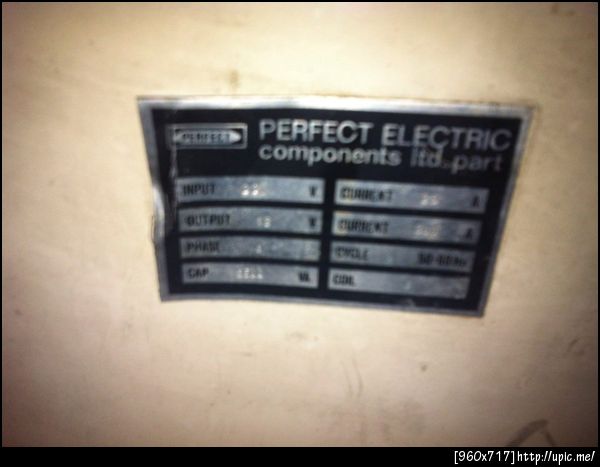 PERFECT
PERFECT ELECTRIC
components ltd.part
INPUT V CURRENT A
OUTPUT V CURRENT A
PHASE CYCLE 50-60Hz
CAP COIL
[960x717]http://upic.me/